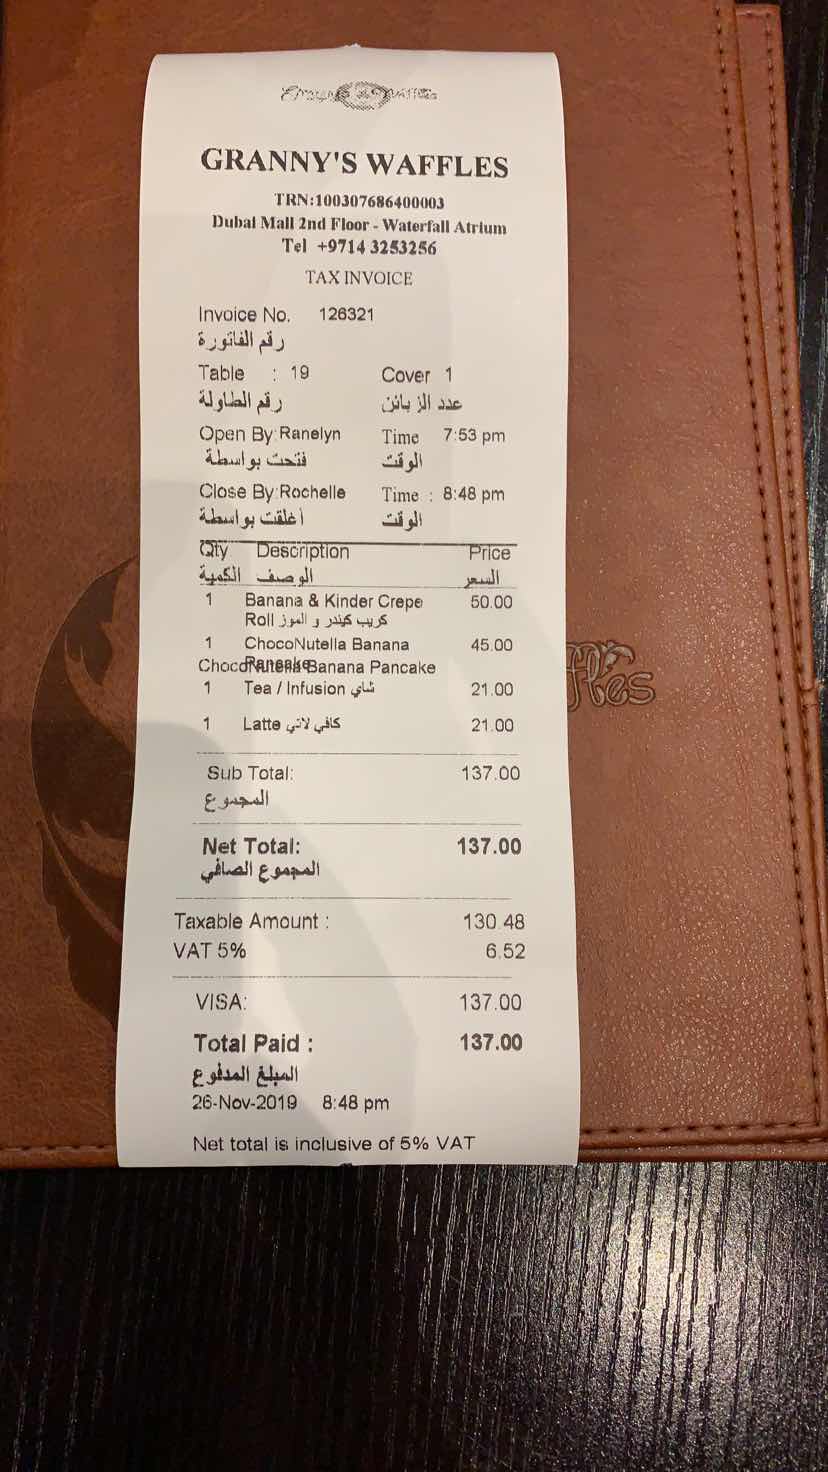 GRANNY'S WAFFLES
TRN:100307686400003
Dubai Mall 2nd Floor - Waterfall Atrium
Tel +9714 3253256
TAX INVOICE
Invoice No. 126321
رقم الفاتورة
Table : 19 Cover 1
رقم الطاولة عدد الزبائن
Open By:Ranelyn Time 7:53 pm
فتحت بواسطة الوقت
Close By:Rochelle Time : 8:48 pm
أغلقت بواسطة الوقت
Qty Description Price
الكمية الوصف السعر
1 Banana & Kinder Crepe 50.00
Roll كريب كيندر و الموز
1 ChocoNutella Banana 45.00
Pancake
ChocoNutella Banana Pancake
1 Tea / Infusion شاي 21.00
1 Latte كافي لاتي 21.00
Sub Total: 137.00
المجموع
Net Total: 137.00
المجموع الصافي
Taxable Amount : 130.48
VAT 5% 6.52
VISA: 137.00
Total Paid : 137.00
المبلغ المدفوع
26-Nov-2019 8:48 pm
Net total is inclusive of 5% VAT